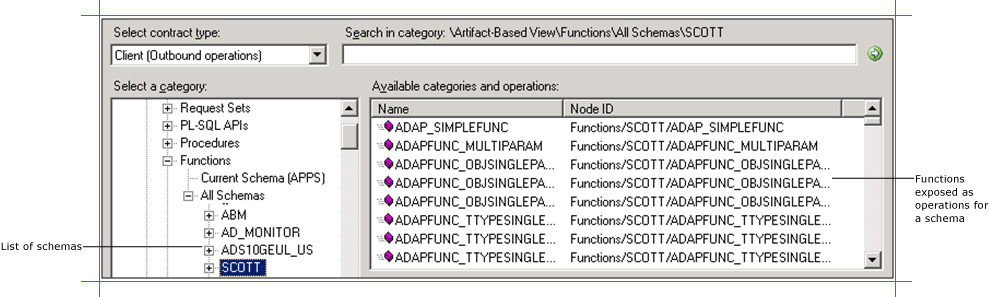 Select contract type:
Search in category: \Artifact-Based View\Functions\All Schemas\SCOTT
Client (Outbound operations)
Select a category:
Available categories and operations:
Request Sets
PL-SQL APIs
Procedures
Functions
Current Schema (APPS)
All Schemas
ABM
AD_MONITOR
ADS10GEUL_US
SCOTT
Name Node ID
ADAP_SIMPLEFUNC Functions/SCOTT/ADAP_SIMPLEFUNC
ADAPFUNC_MULTIPARAM Functions/SCOTT/ADAPFUNC_MULTIPARAM
ADAPFUNC_OBJSINGLEPA... Functions/SCOTT/ADAPFUNC_OBJSINGLEPA...
ADAPFUNC_OBJSINGLEPA... Functions/SCOTT/ADAPFUNC_OBJSINGLEPA...
ADAPFUNC_OBJSINGLEPA... Functions/SCOTT/ADAPFUNC_OBJSINGLEPA...
ADAPFUNC_TTYPESINGLE... Functions/SCOTT/ADAPFUNC_TTYPESINGLE...
ADAPFUNC_TTYPESINGLE... Functions/SCOTT/ADAPFUNC_TTYPESINGLE...
ADAPFUNC_TTYPESINGLE... Functions/SCOTT/ADAPFUNC_TTYPESINGLE...
List of schemas
Functions
exposed as
operations for
a schema